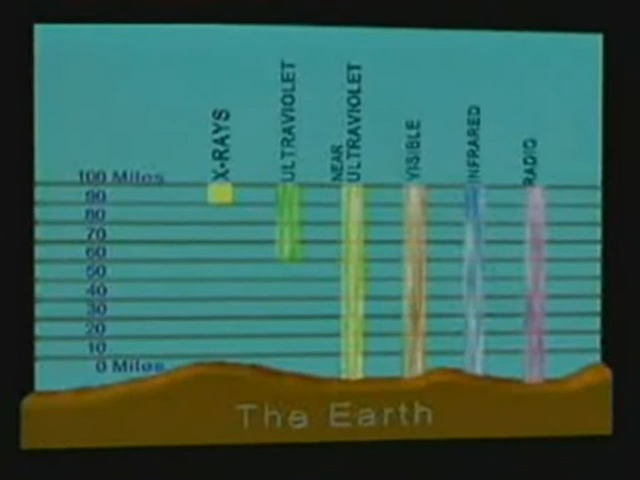 X-RAYS
ULTRAVIOLET
NEAR
ULTRAVIOLET
VISIBLE
INFRARED
RADIO
100 Miles
90
80
70
60
50
40
30
20
10
0 Miles
The Earth